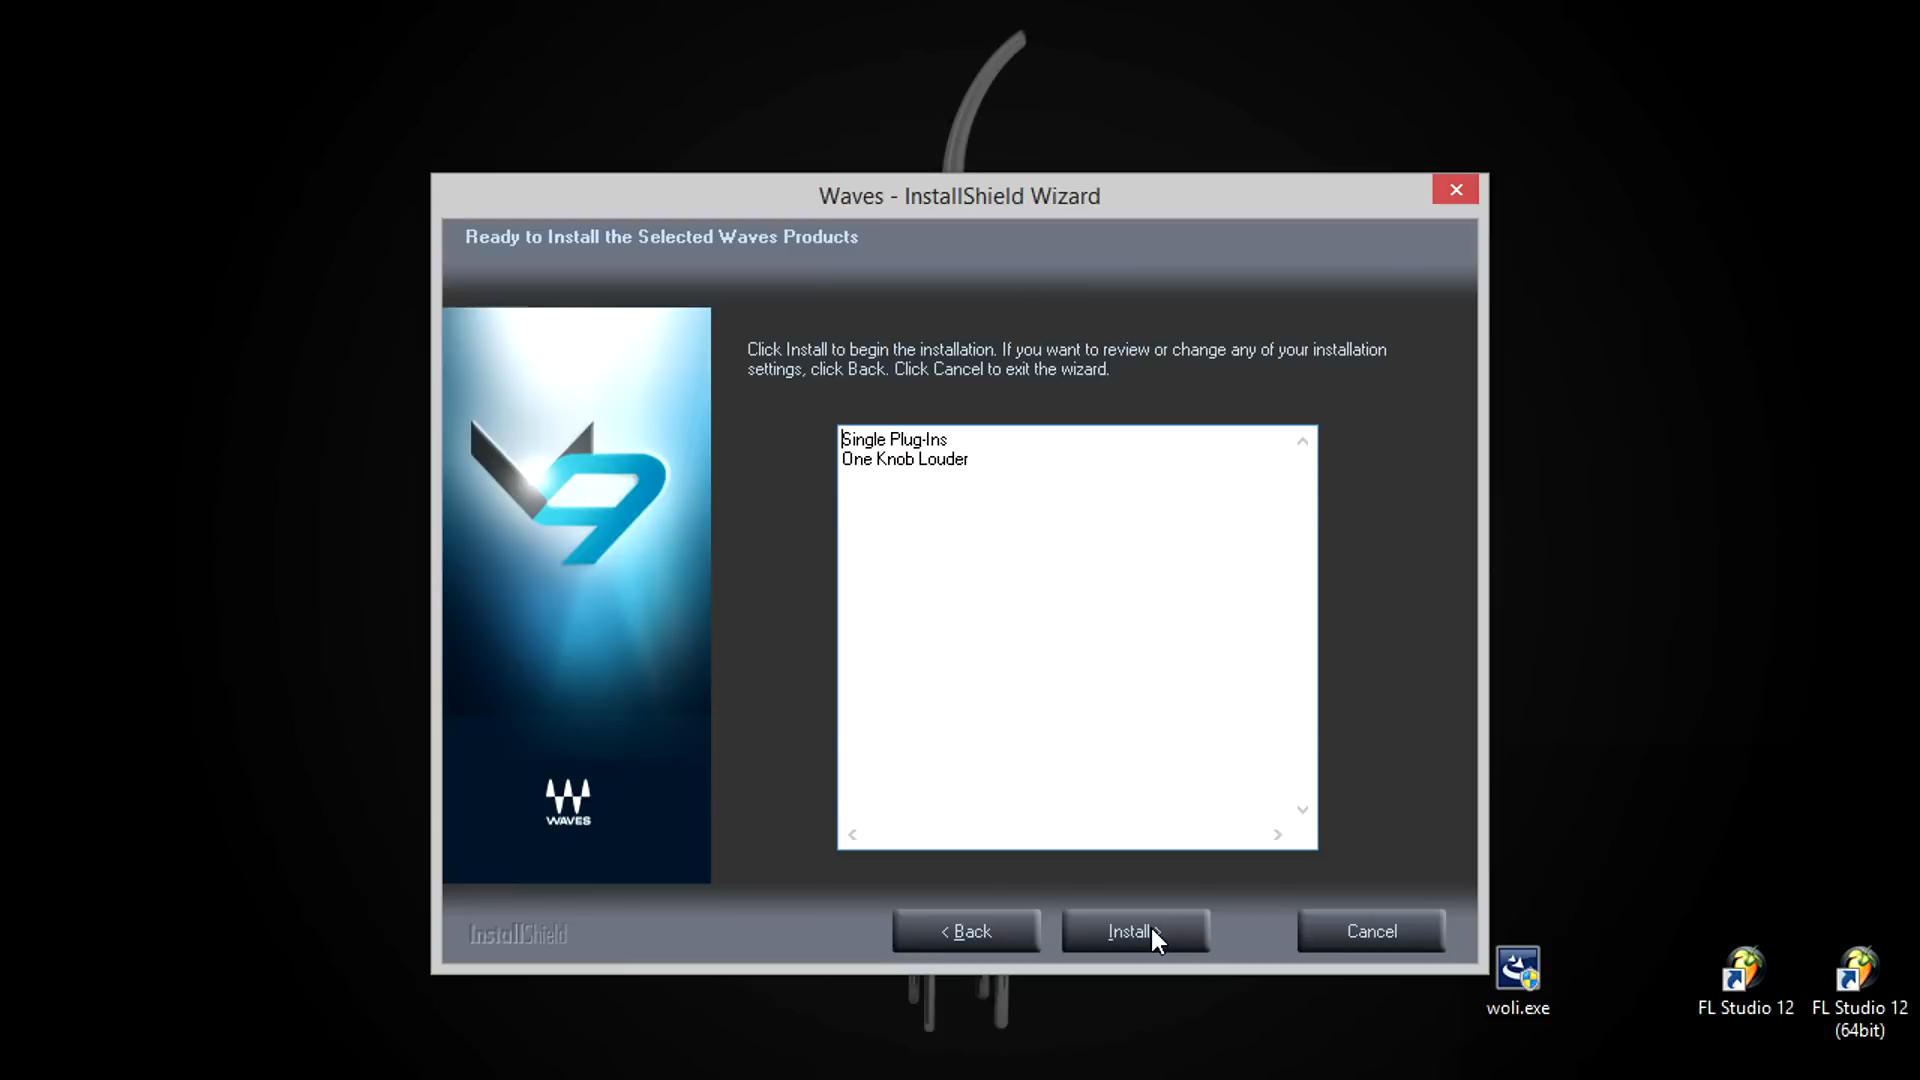 Waves - InstallShield Wizard
Ready to Install the Selected Waves Products
Click Install to begin the installation. If you want to review or change any of your installation
settings, click Back. Click Cancel to exit the wizard.
Single Plug-Ins
One Knob Louder
V9
WAVES
InstallShield
< Back
Install
Cancel
woli.exe
FL Studio 12
FL Studio 12
(64bit)